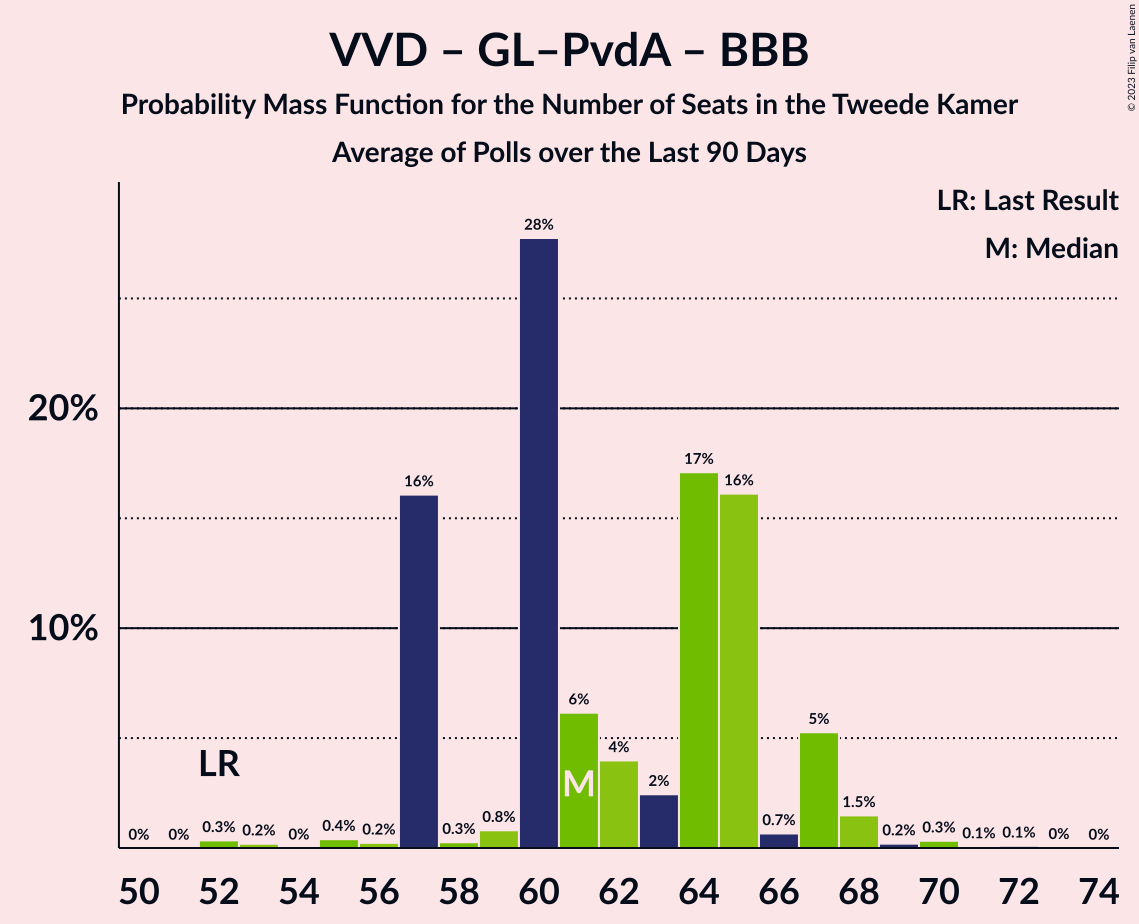 VVD – GL–PvdA – BBB
Probability Mass Function for the Number of Seats in the Tweede Kamer
Average of Polls over the Last 90 Days
© 2023 Filip van Laenen
LR: Last Result
M: Median
28%
20%
17%
16%
16%
10%
6%
5%
4%
LR
M
2%
1.5%
0% 0% 0.3% 0.2% 0% 0.4% 0.2% 0.3% 0.8% 0.7% 0.2% 0.3% 0.1% 0.1% 0% 0%
50 52 54 56 58 60 62 64 66 68 70 72 74